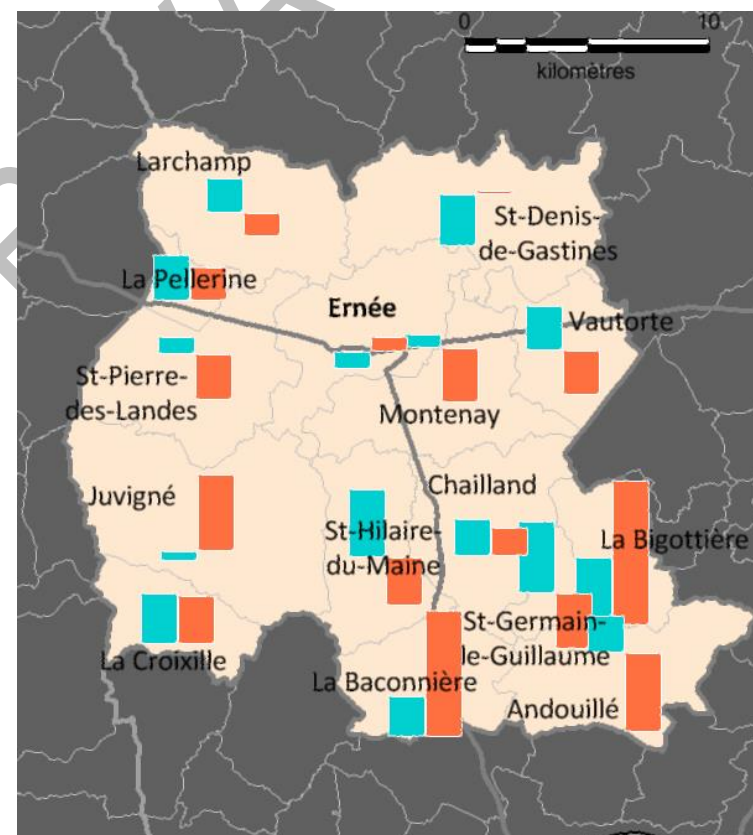 0 10
kilomètres
Larchamp
St-Denis-
de-Gastines
La Pellerine
Ernée
Vautorte
St-Pierre-
des-Landes
Montenay
Juvigné
Chailland
St-Hilaire-
du-Maine
La Bigottière
St-Germain-
le-Guillaume
La Croixille
La Baconnière
Andouillé